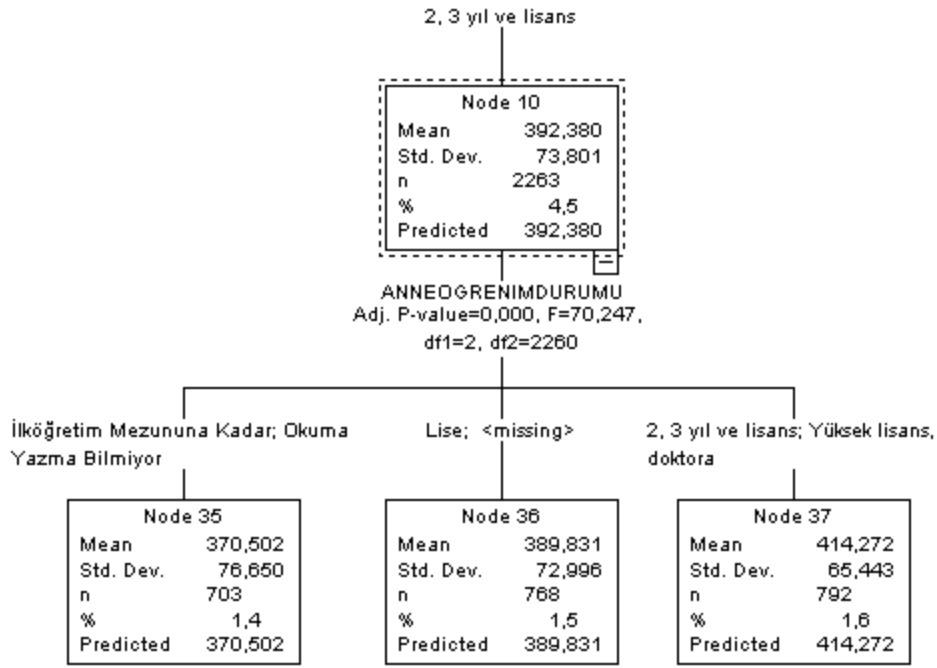 2, 3 yıl ve lisans
Node 10
Mean 392,380
Std. Dev. 73,801
n 2263
% 4,5
Predicted 392,380
ANNEOGRENIMDURUMU
Adj. P-value=0,000, F=70,247,
df1=2, df2=2260
İlköğretim Mezununa Kadar; Okuma
Yazma Bilmiyor
Lise; <missing>
2, 3 yıl ve lisans; Yüksek lisans,
doktora
Node 35
Mean 370,502
Std. Dev. 76,650
n 703
% 1,4
Predicted 370,502
Node 36
Mean 389,831
Std. Dev. 72,996
n 768
% 1,5
Predicted 389,831
Node 37
Mean 414,272
Std. Dev. 65,443
n 792
% 1,6
Predicted 414,272